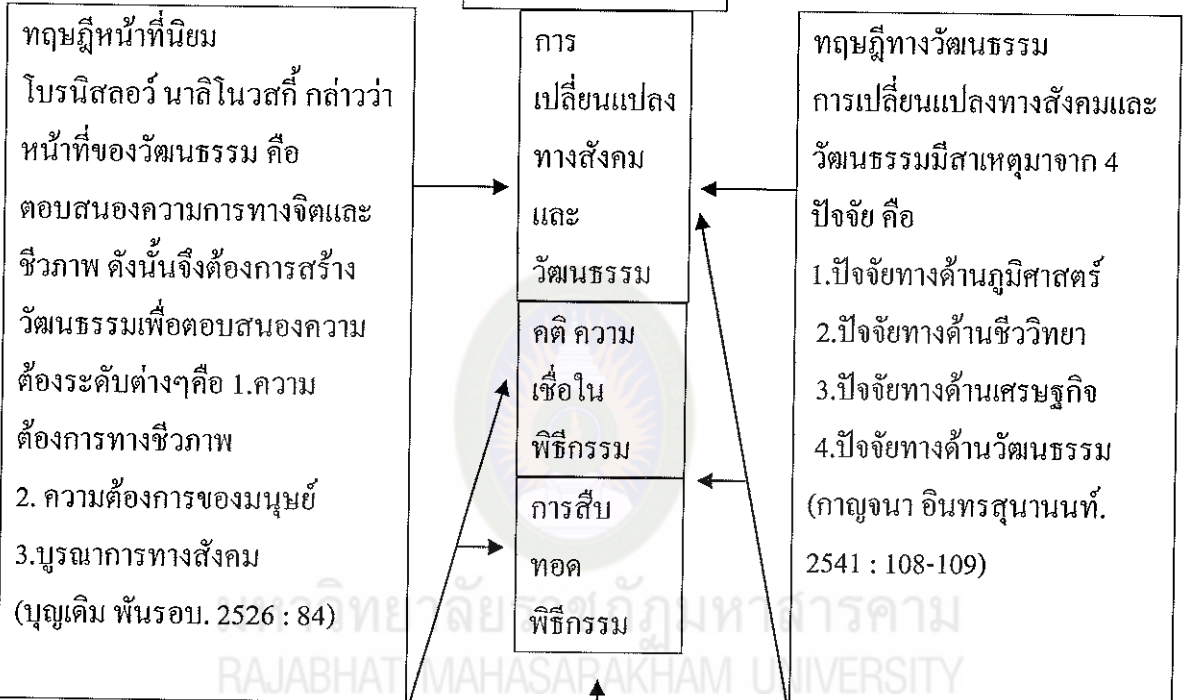 ทฤษฎีหน้าที่นิยม
โบรนิสลอว์ นาลิโนวสกี้ กล่าวว่า
หน้าที่ของวัฒนธรรม คือ
ตอบสนองความการทางจิตและ
ชีวภาพ ดังนั้นจึงต้องการสร้าง
วัฒนธรรมเพื่อตอบสนองความ
ต้องระดับต่างๆคือ 1.ความ
ต้องการทางชีวภาพ
2. ความต้องการของมนุษย์
3.บูรณาการทางสังคม
(บุญเดิม พันรอบ. 2526 : 84)
การ
เปลี่ยนแปลง
ทางสังคม
และ
วัฒนธรรม
คติ ความ
เชื่อใน
พิธีกรรม
การสืบ
ทอด
พิธีกรรม
ทฤษฎีทางวัฒนธรรม
การเปลี่ยนแปลงทางสังคมและ
วัฒนธรรมมีสาเหตุมาจาก 4
ปัจจัย คือ
1.ปัจจัยทางด้านภูมิศาสตร์
2.ปัจจัยทางด้านชีววิทยา
3.ปัจจัยทางด้านเศรษฐกิจ
4.ปัจจัยทางด้านวัฒนธรรม
(กาญจนา อินทรสุนานนท์.
2541 : 108-109)
มหาวิทยาลัยราชภัฏมหาสารคาม
RAJABHAT MAHASARAKHAM UNIVERSITY